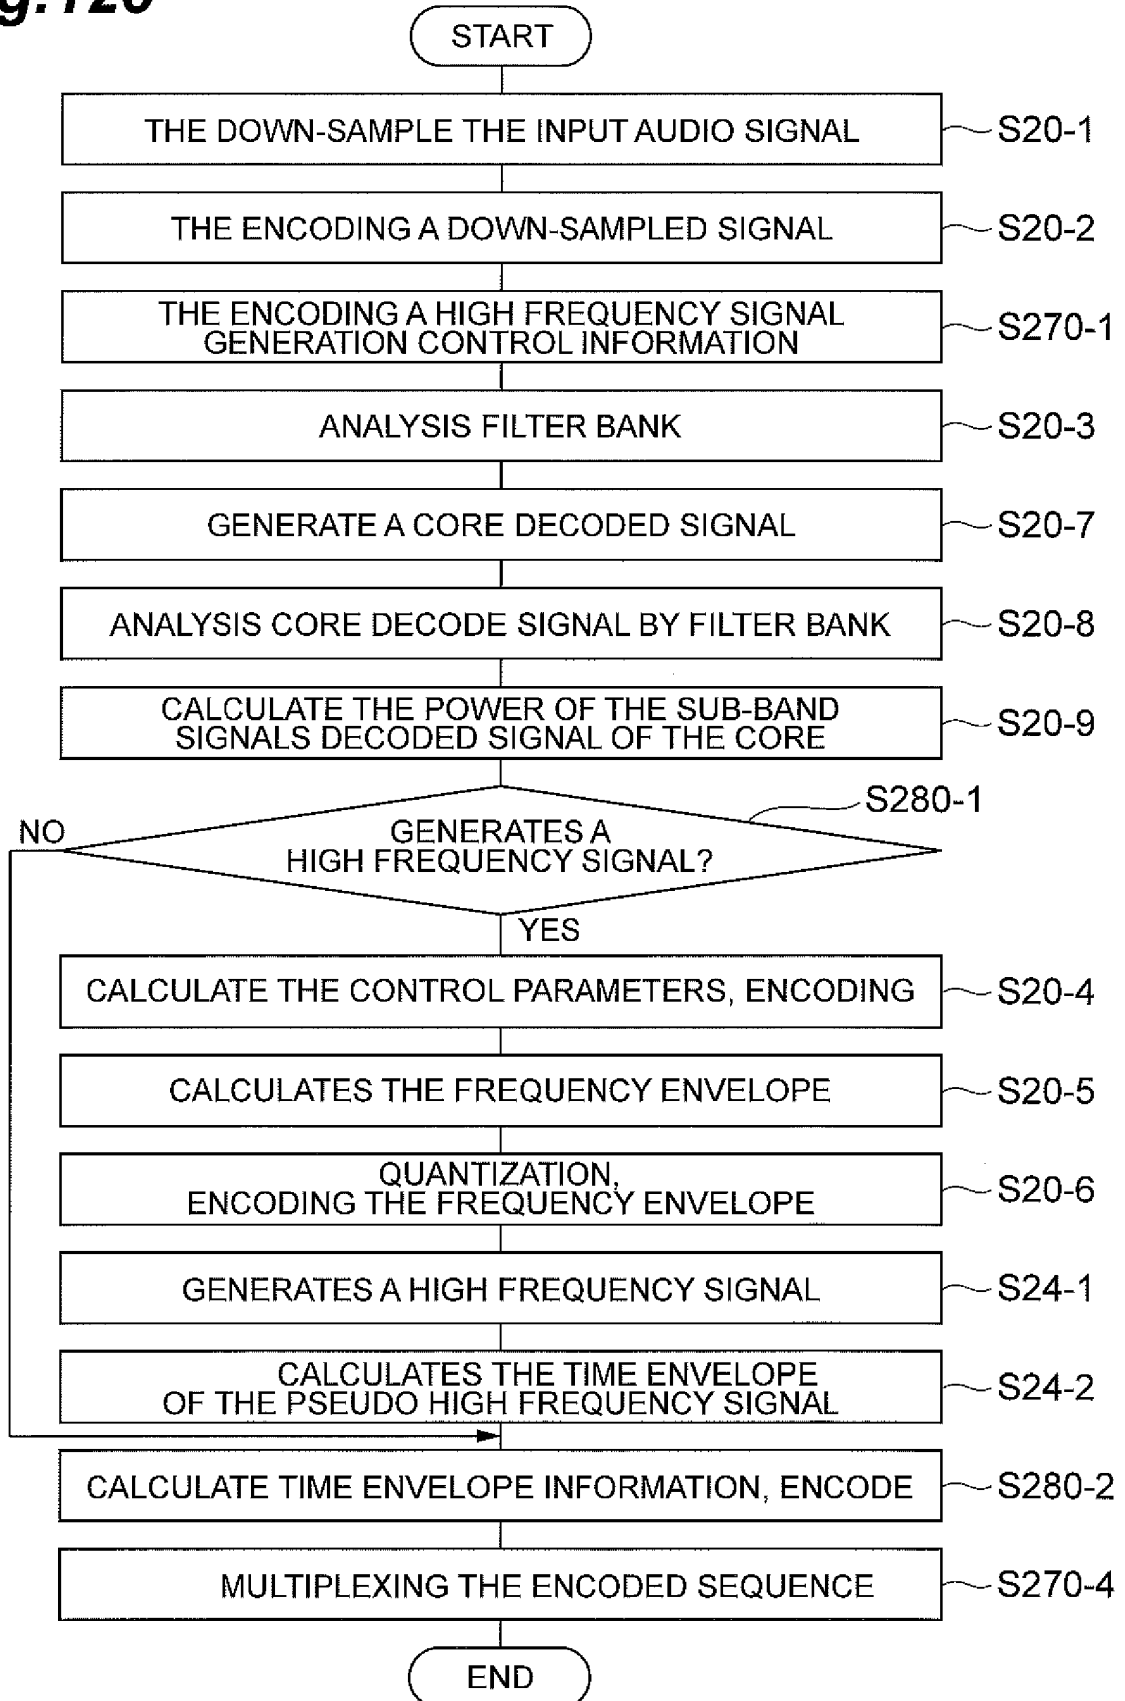 START
THE DOWN-SAMPLE THE INPUT AUDIO SIGNAL
S20-1
THE ENCODING A DOWN-SAMPLED SIGNAL
S20-2
THE ENCODING A HIGH FREQUENCY SIGNAL
GENERATION CONTROL INFORMATION
S270-1
ANALYSIS FILTER BANK
S20-3
GENERATE A CORE DECODED SIGNAL
S20-7
ANALYSIS CORE DECODE SIGNAL BY FILTER BANK
S20-8
CALCULATE THE POWER OF THE SUB-BAND
SIGNALS DECODED SIGNAL OF THE CORE
S20-9
S280-1
NO
GENERATES A
HIGH FREQUENCY SIGNAL?
YES
CALCULATE THE CONTROL PARAMETERS, ENCODING
S20-4
CALCULATES THE FREQUENCY ENVELOPE
S20-5
QUANTIZATION,
ENCODING THE FREQUENCY ENVELOPE
S20-6
GENERATES A HIGH FREQUENCY SIGNAL
S24-1
CALCULATES THE TIME ENVELOPE
OF THE PSEUDO HIGH FREQUENCY SIGNAL
S24-2
CALCULATE TIME ENVELOPE INFORMATION, ENCODE
S280-2
MULTIPLEXING THE ENCODED SEQUENCE
S270-4
END